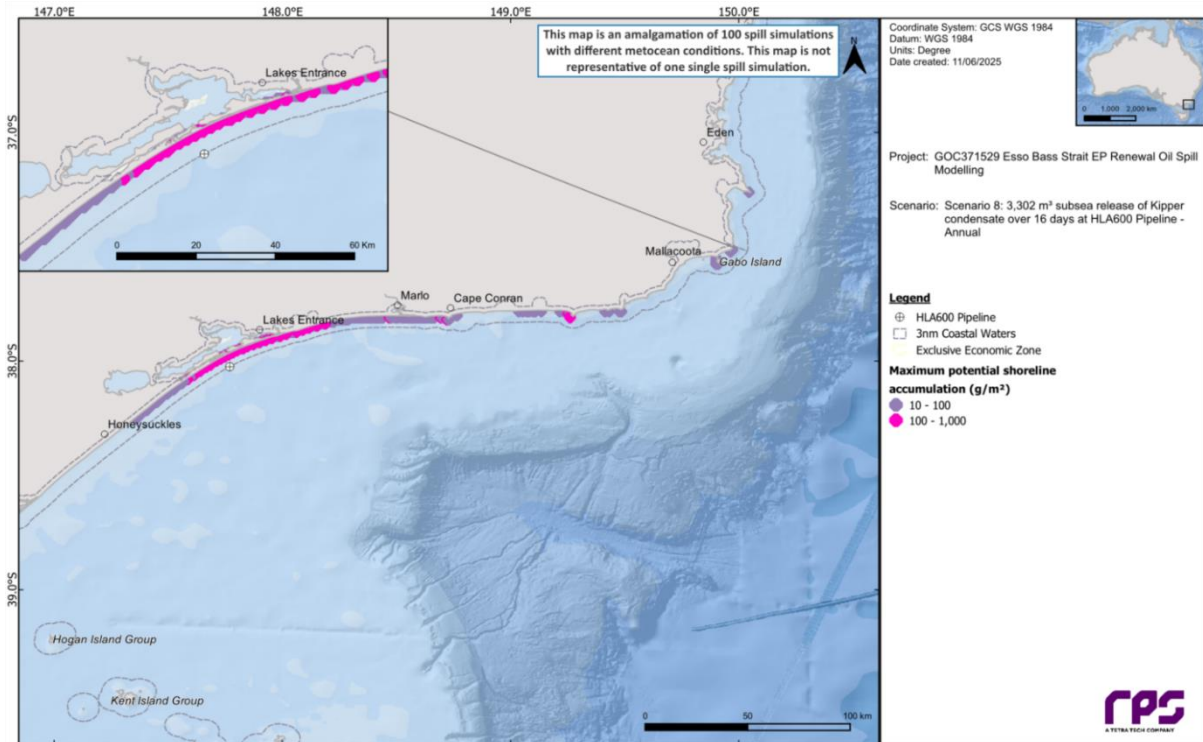 147.0°E
148.0°E
149.0°E
150.0°E
This map is an amalgamation of 100 spill simulations
with different metocean conditions. This map is not
representative of one single spill simulation.
N
Lakes Entrance
0 20 40 60 Km
37.0°S
38.0°S
39.0°S
Eden
Mallacoota
Gabo Island
Marlo
Cape Conran
Lakes Entrance
Honeysuckles
Hogan Island Group
Kent Island Group
0 50 100 km
Coordinate System: GCS WGS 1984
Datum: WGS 1984
Units: Degree
Date created: 11/06/2025
0 1,000 2,000 km
Project: GOC371529 Esso Bass Strait EP Renewal Oil Spill
Modelling
Scenario: Scenario 8: 3,302 m³ subsea release of Kipper
condensate over 16 days at HLA600 Pipeline -
Annual
Legend
HLA600 Pipeline
3nm Coastal Waters
Exclusive Economic Zone
Maximum potential shoreline
accumulation (g/m²)
10 - 100
100 - 1,000
rps
A TETRA TECH COMPANY